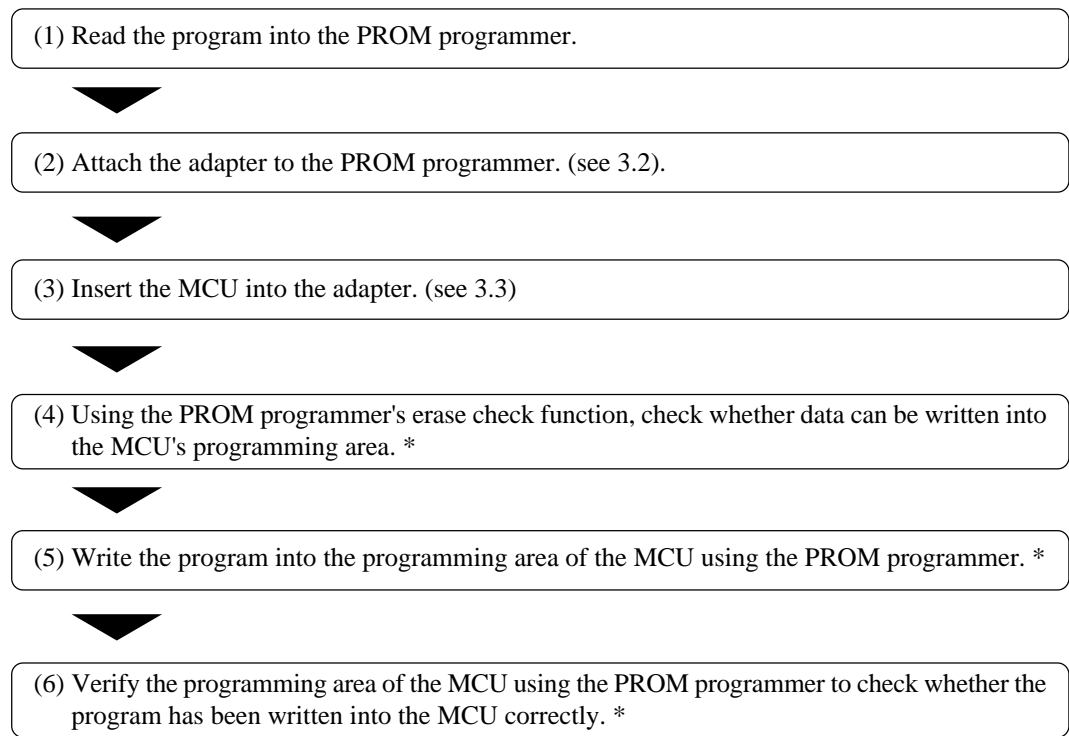 (1) Read the program into the PROM programmer.
(2) Attach the adapter to the PROM programmer. (see 3.2).
(3) Insert the MCU into the adapter. (see 3.3)
(4) Using the PROM programmer's erase check function, check whether data can be written into
the MCU's programming area. *
(5) Write the program into the programming area of the MCU using the PROM programmer. *
(6) Verify the programming area of the MCU using the PROM programmer to check whether the
program has been written into the MCU correctly. *